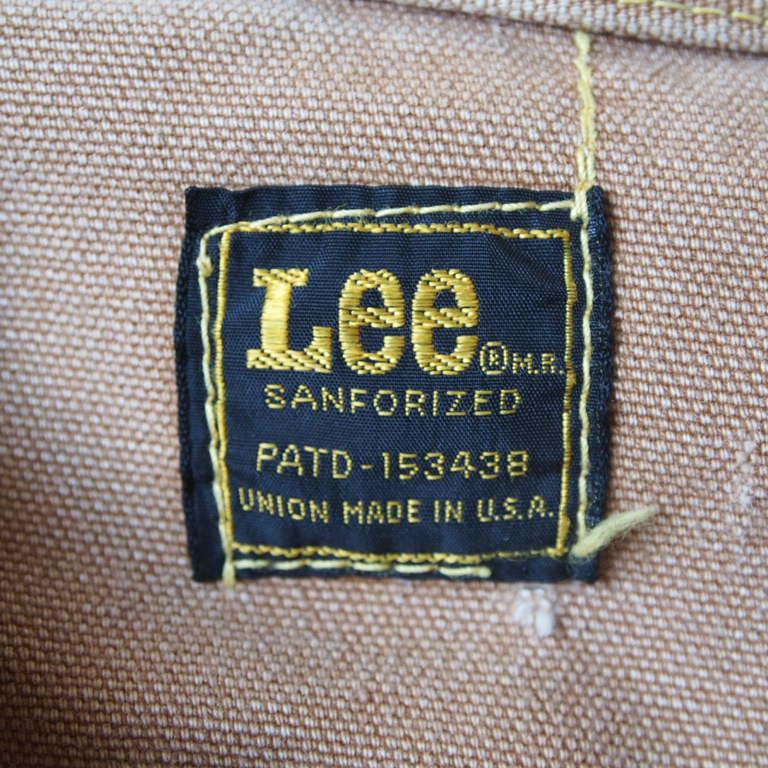 Lee ® M.R.
SANFORIZED
PATD-153438
UNION MADE IN U.S.A.